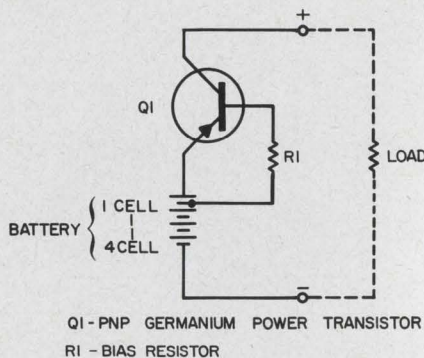 +
Q1
R1
LOAD
BATTERY { 1 CELL
4 CELL
−
Q1 - PNP GERMANIUM POWER TRANSISTOR
R1 - BIAS RESISTOR